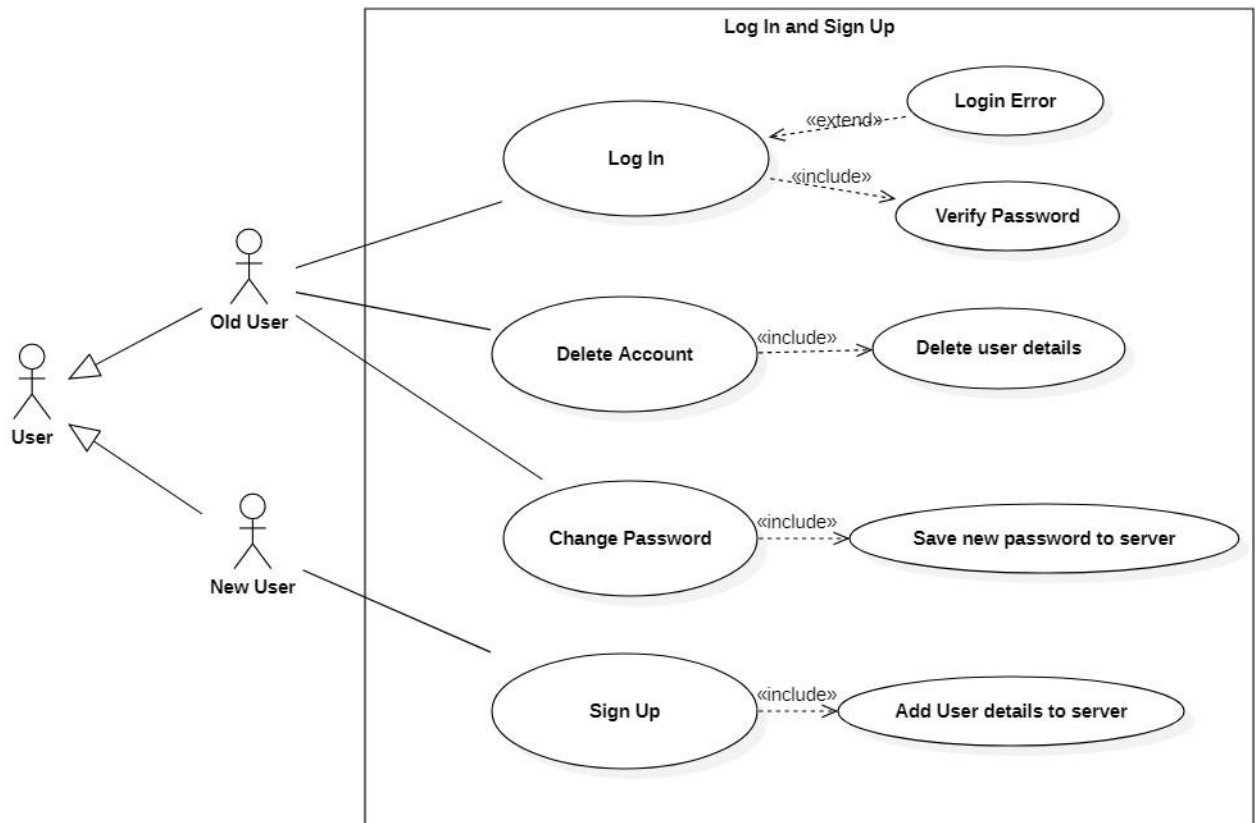 Log In and Sign Up
Login Error
«extend»
Log In
«include»
Verify Password
Old User
«include»
Delete Account
Delete user details
User
«include»
Change Password
Save new password to server
New User
«include»
Sign Up
Add User details to server